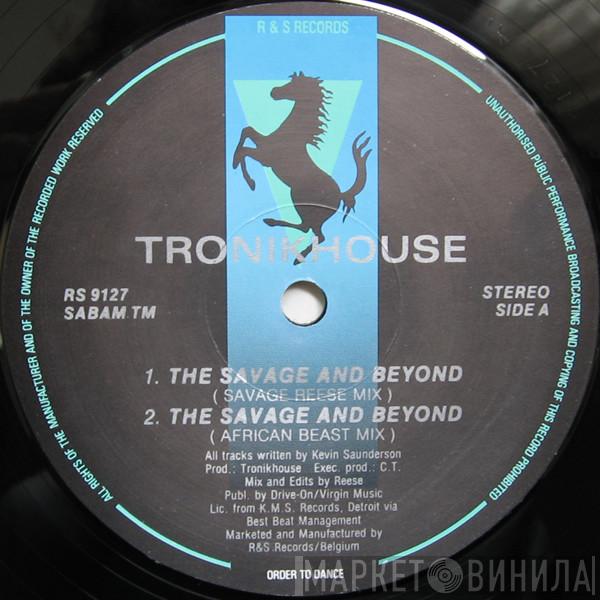 R & S RECORDS
ALL RIGHTS OF THE MANUFACTURER AND OF THE OWNER OF THE RECORDED WORK RESERVED
UNAUTHORISED PUBLIC PERFORMANCE BROADCASTING AND COPYING OF THIS RECORD PROHIBITED
TRONIKHOUSE
RS 9127
SABAM TM
STEREO
SIDE A
1. THE SAVAGE AND BEYOND
( SAVAGE REESE MIX )
2. THE SAVAGE AND BEYOND
( AFRICAN BEAST MIX )
All tracks written by Kevin Saunderson
Prod.: Tronikhouse Exec. prod.: C.T.
Mix and Edits by Reese
Publ. by Drive-On/Virgin Music
Lic. from K.M.S. Records, Detroit via
Best Beat Management
Marketed and Manufactured by
R&S Records/Belgium
ORDER TO DANCE
МАРКЕТ ВИНИЛА